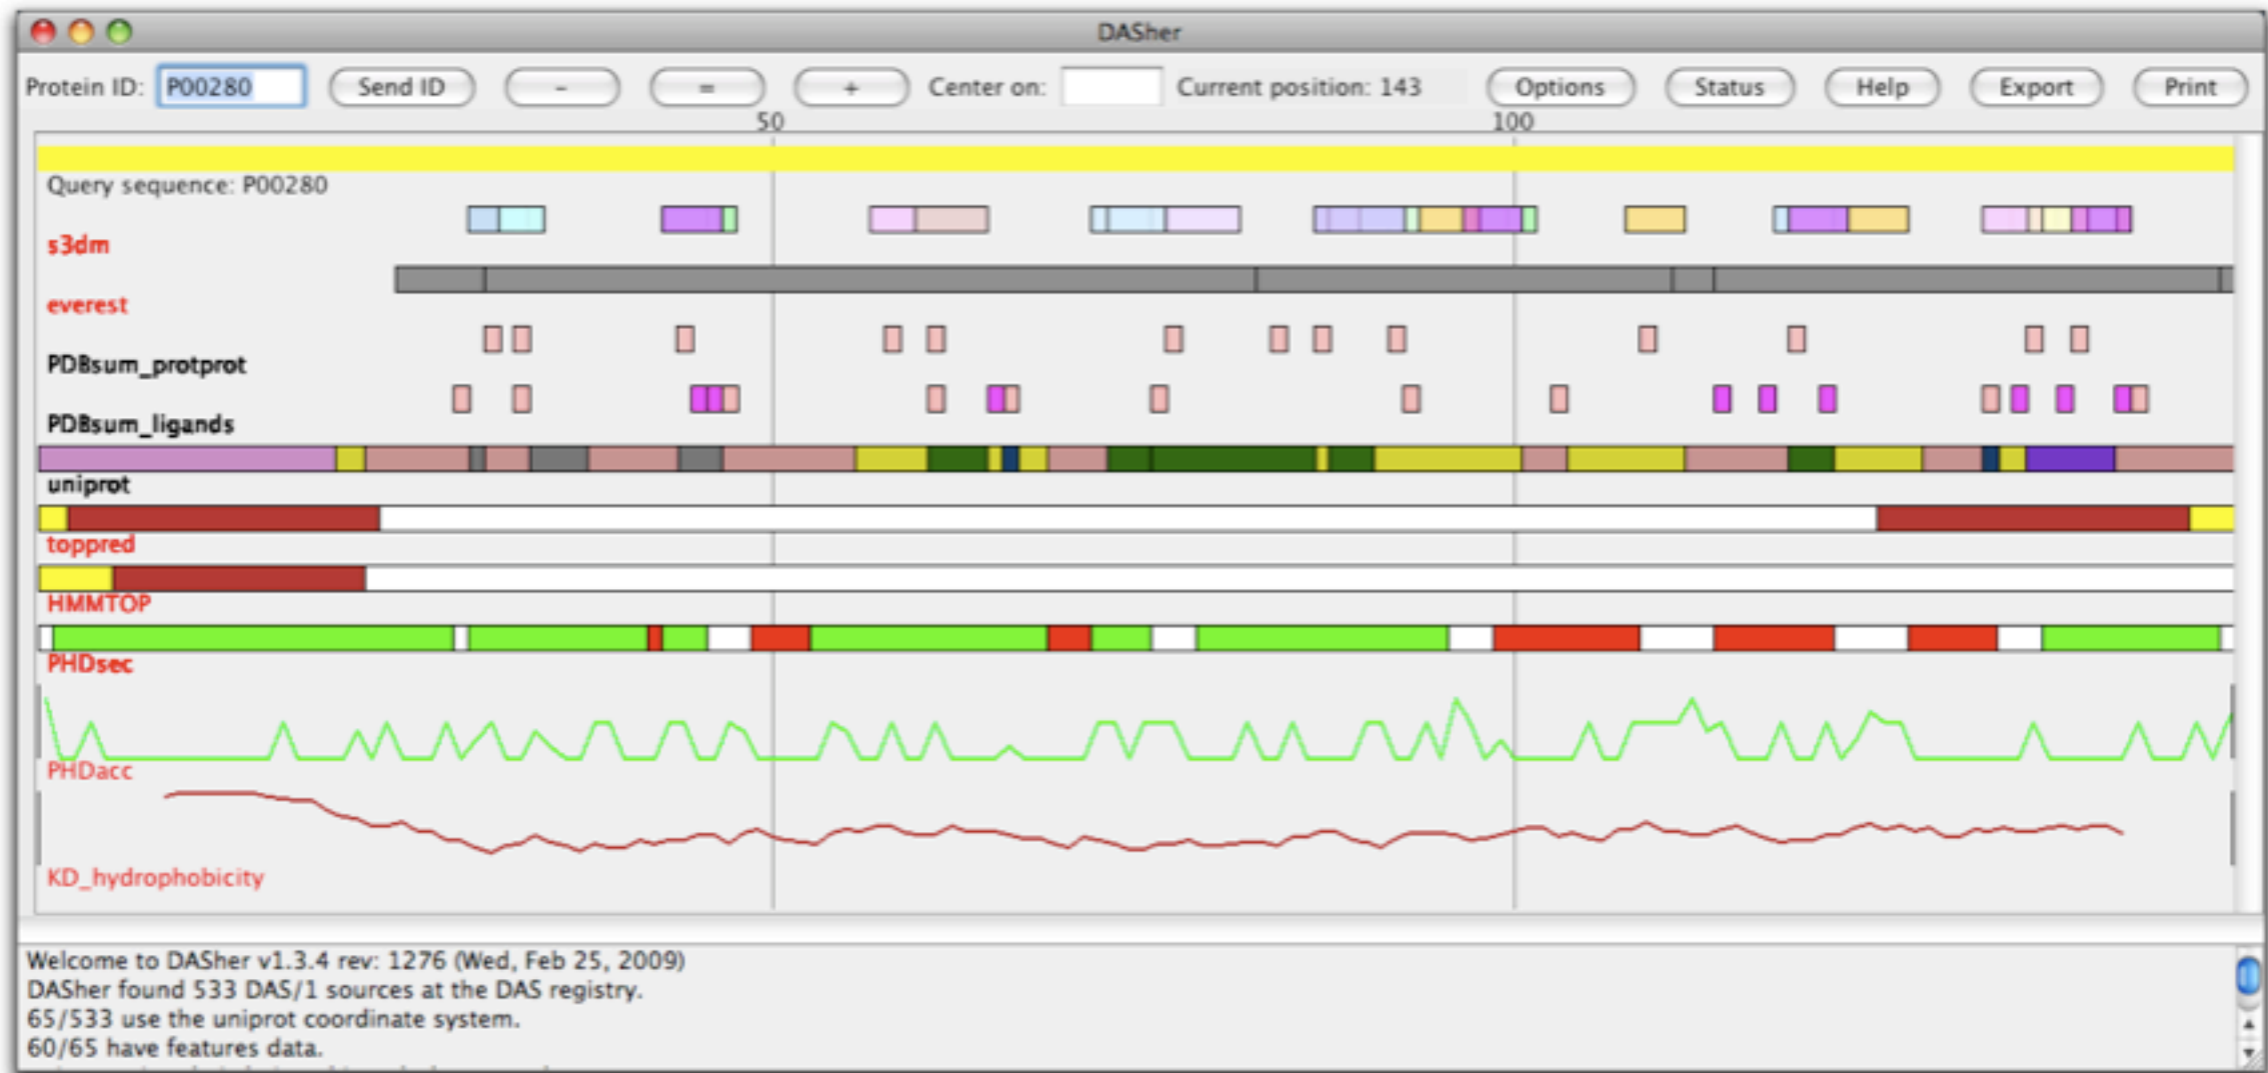 DASher
Protein ID: P00280 Send ID - = + Center on: Current position: 143 Options Status Help Export Print
50 100
Query sequence: P00280
s3dm
everest
PDBsum_protprot
PDBsum_ligands
uniprot
toppred
HMMTOP
PHDsec
PHDacc
KD_hydrophobicity
Welcome to DASher v1.3.4 rev: 1276 (Wed, Feb 25, 2009)
DASher found 533 DAS/1 sources at the DAS registry.
65/533 use the uniprot coordinate system.
60/65 have features data.